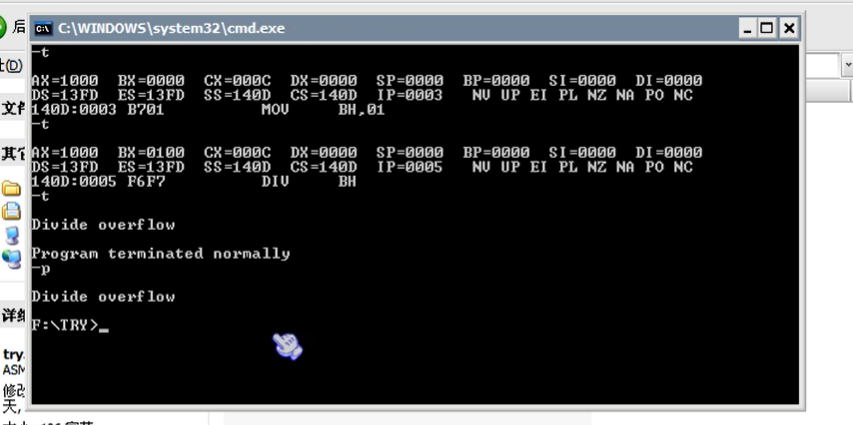 后
C:\WINDOWS\system32\cmd.exe
-t
AX=1000 BX=0000 CX=000C DX=0000 SP=0000 BP=0000 SI=0000 DI=0000
DS=13FD ES=13FD SS=140D CS=140D IP=0003 NV UP EI PL NZ NA PO NC
140D:0003 B701 MOV BH,01
-t
AX=1000 BX=0100 CX=000C DX=0000 SP=0000 BP=0000 SI=0000 DI=0000
DS=13FD ES=13FD SS=140D CS=140D IP=0005 NV UP EI PL NZ NA PO NC
140D:0005 F6F7 DIV BH
-t
Divide overflow
Program terminated normally
-p
Divide overflow
F:\TRY>_
(D)
文件
其它
详细
try.
ASM
修改
天,